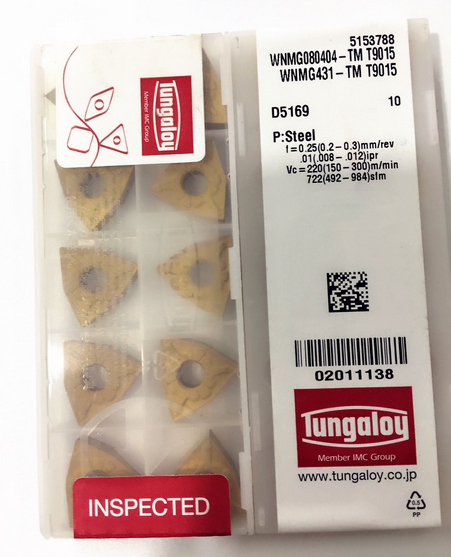 Tungaloy
Member IMC Group
INSPECTED
5153788
WNMG080404-TM T9015
WNMG431-TM T9015
D5169 10
P:Steel
f=0.25(0.2-0.3)mm/rev
.01(.008-.012)ipr
Vc=220(150-300)m/min
722(492-984)sfm
02011138
Tungaloy
Member IMC Group
www.tungaloy.co.jp
0.5
PP